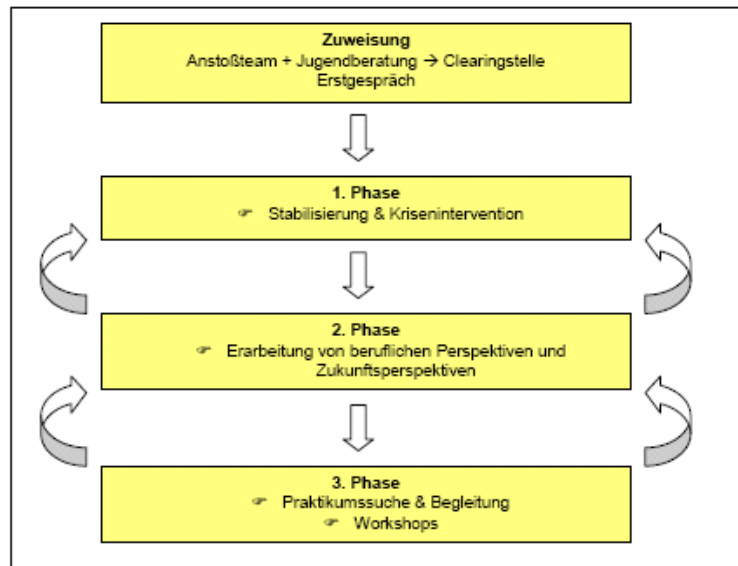 Zuweisung
Anstoßteam + Jugendberatung → Clearingstelle
Erstgespräch
1. Phase
☞ Stabilisierung & Krisenintervention
2. Phase
☞ Erarbeitung von beruflichen Perspektiven und
Zukunftsperspektiven
3. Phase
☞ Praktikumssuche & Begleitung
☞ Workshops